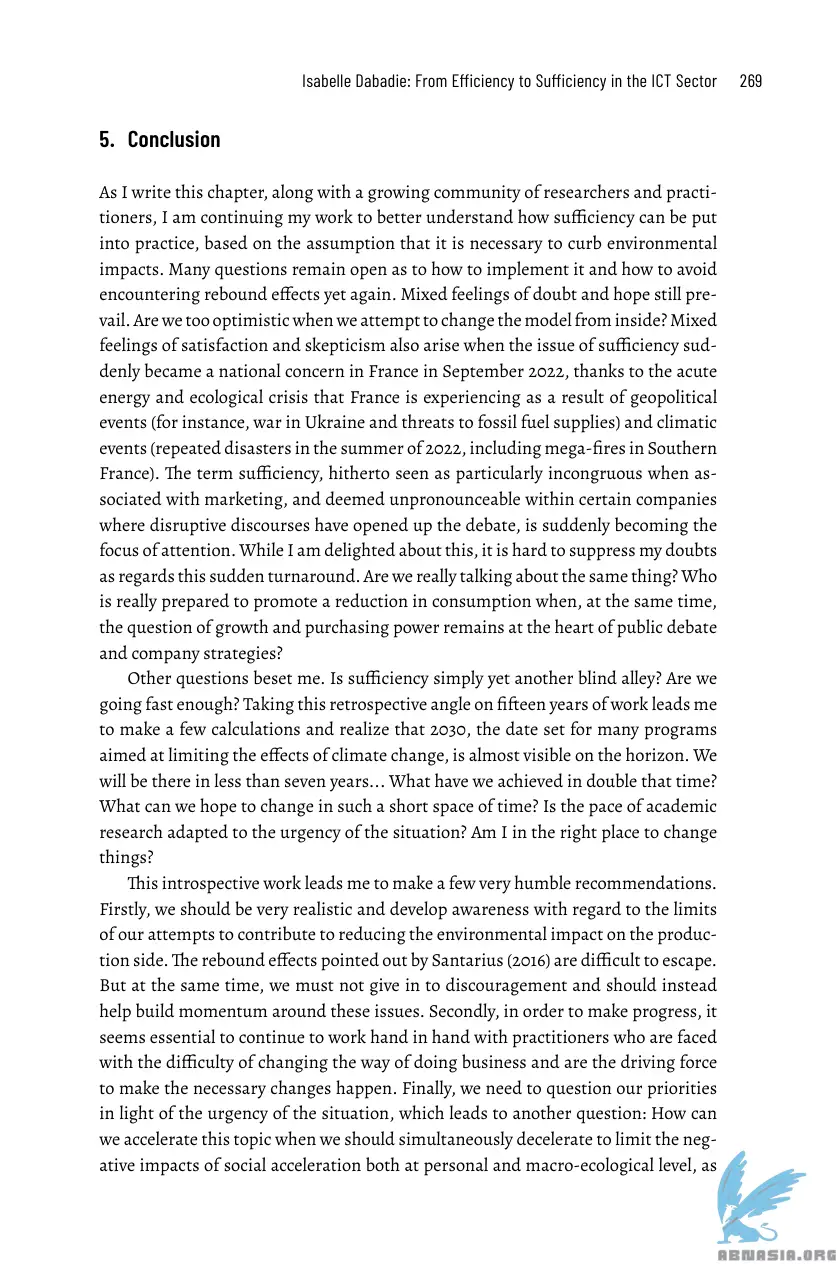 Isabelle Dabadie: From Efficiency to Sufficiency in the ICT Sector 269
5. Conclusion
As I write this chapter, along with a growing community of researchers and practi-
tioners, I am continuing my work to better understand how sufficiency can be put
into practice, based on the assumption that it is necessary to curb environmental
impacts. Many questions remain open as to how to implement it and how to avoid
encountering rebound effects yet again. Mixed feelings of doubt and hope still pre-
vail. Are we too optimistic when we attempt to change the model from inside? Mixed
feelings of satisfaction and skepticism also arise when the issue of sufficiency sud-
denly became a national concern in France in September 2022, thanks to the acute
energy and ecological crisis that France is experiencing as a result of geopolitical
events (for instance, war in Ukraine and threats to fossil fuel supplies) and climatic
events (repeated disasters in the summer of 2022, including mega-fires in Southern
France). The term sufficiency, hitherto seen as particularly incongruous when as-
sociated with marketing, and deemed unpronounceable within certain companies
where disruptive discourses have opened up the debate, is suddenly becoming the
focus of attention. While I am delighted about this, it is hard to suppress my doubts
as regards this sudden turnaround. Are we really talking about the same thing? Who
is really prepared to promote a reduction in consumption when, at the same time,
the question of growth and purchasing power remains at the heart of public debate
and company strategies?
Other questions beset me. Is sufficiency simply yet another blind alley? Are we
going fast enough? Taking this retrospective angle on fifteen years of work leads me
to make a few calculations and realize that 2030, the date set for many programs
aimed at limiting the effects of climate change, is almost visible on the horizon. We
will be there in less than seven years... What have we achieved in double that time?
What can we hope to change in such a short space of time? Is the pace of academic
research adapted to the urgency of the situation? Am I in the right place to change
things?
This introspective work leads me to make a few very humble recommendations.
Firstly, we should be very realistic and develop awareness with regard to the limits
of our attempts to contribute to reducing the environmental impact on the produc-
tion side. The rebound effects pointed out by Santarius (2016) are difficult to escape.
But at the same time, we must not give in to discouragement and should instead
help build momentum around these issues. Secondly, in order to make progress, it
seems essential to continue to work hand in hand with practitioners who are faced
with the difficulty of changing the way of doing business and are the driving force
to make the necessary changes happen. Finally, we need to question our priorities
in light of the urgency of the situation, which leads to another question: How can
we accelerate this topic when we should simultaneously decelerate to limit the neg-
ative impacts of social acceleration both at personal and macro-ecological level, as
ABNASIA.ORG